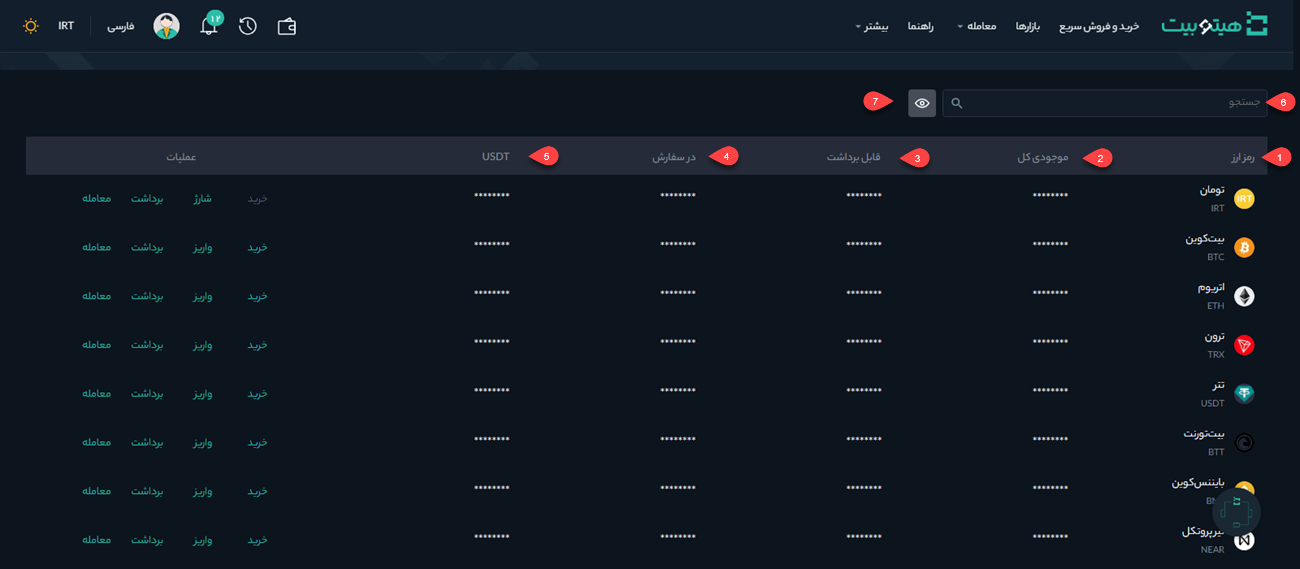 هیتوبیت خرید و فروش سریع بازارها معامله راهنما بیشتر ۱۲ فارسی IRT
6 جستجو 7
1 رمز ارز 2 موجودی کل 3 قابل برداشت 4 در سفارش 5 USDT عملیات
تومان
IRT IRT ******** ******** ******** ******** خرید شارژ برداشت معامله
بیت‌کوین
BTC ******** ******** ******** ******** خرید واریز برداشت معامله
اتریوم
ETH ******** ******** ******** ******** خرید واریز برداشت معامله
ترون
TRX ******** ******** ******** ******** خرید واریز برداشت معامله
تتر
USDT ******** ******** ******** ******** خرید واریز برداشت معامله
بیت‌تورنت
BTT ******** ******** ******** ******** خرید واریز برداشت معامله
بایننس‌کوین
******** ******** ******** ******** خرید واریز برداشت معامله
NEAR ******** ******** ******** ******** خرید واریز برداشت معامله